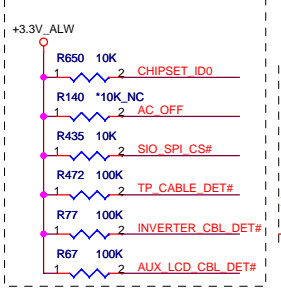 +3.3V_ALW
R650 10K
1 2 CHIPSET_ID0
R140 *10K_NC
1 2 AC_OFF
R435 10K
1 2 SIO_SPI_CS#
R472 100K
1 2 TP_CABLE_DET#
R77 100K
1 2 INVERTER_CBL_DET#
R67 100K
1 2 AUX_LCD_CBL_DET#